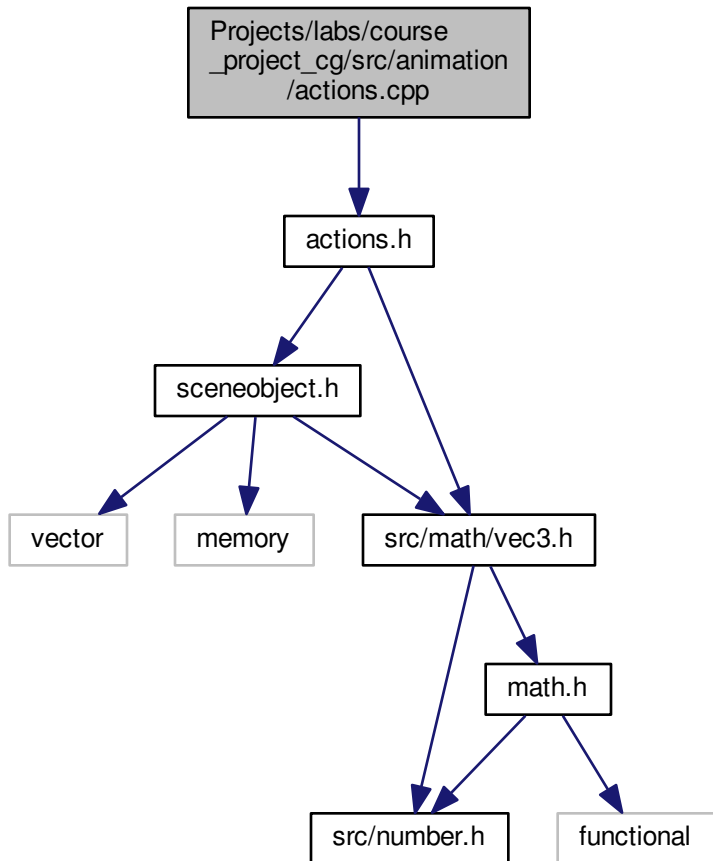 Projects/labs/course
_project_cg/src/animation
/actions.cpp
actions.h
sceneobject.h
vector
memory
src/math/vec3.h
math.h
src/number.h
functional